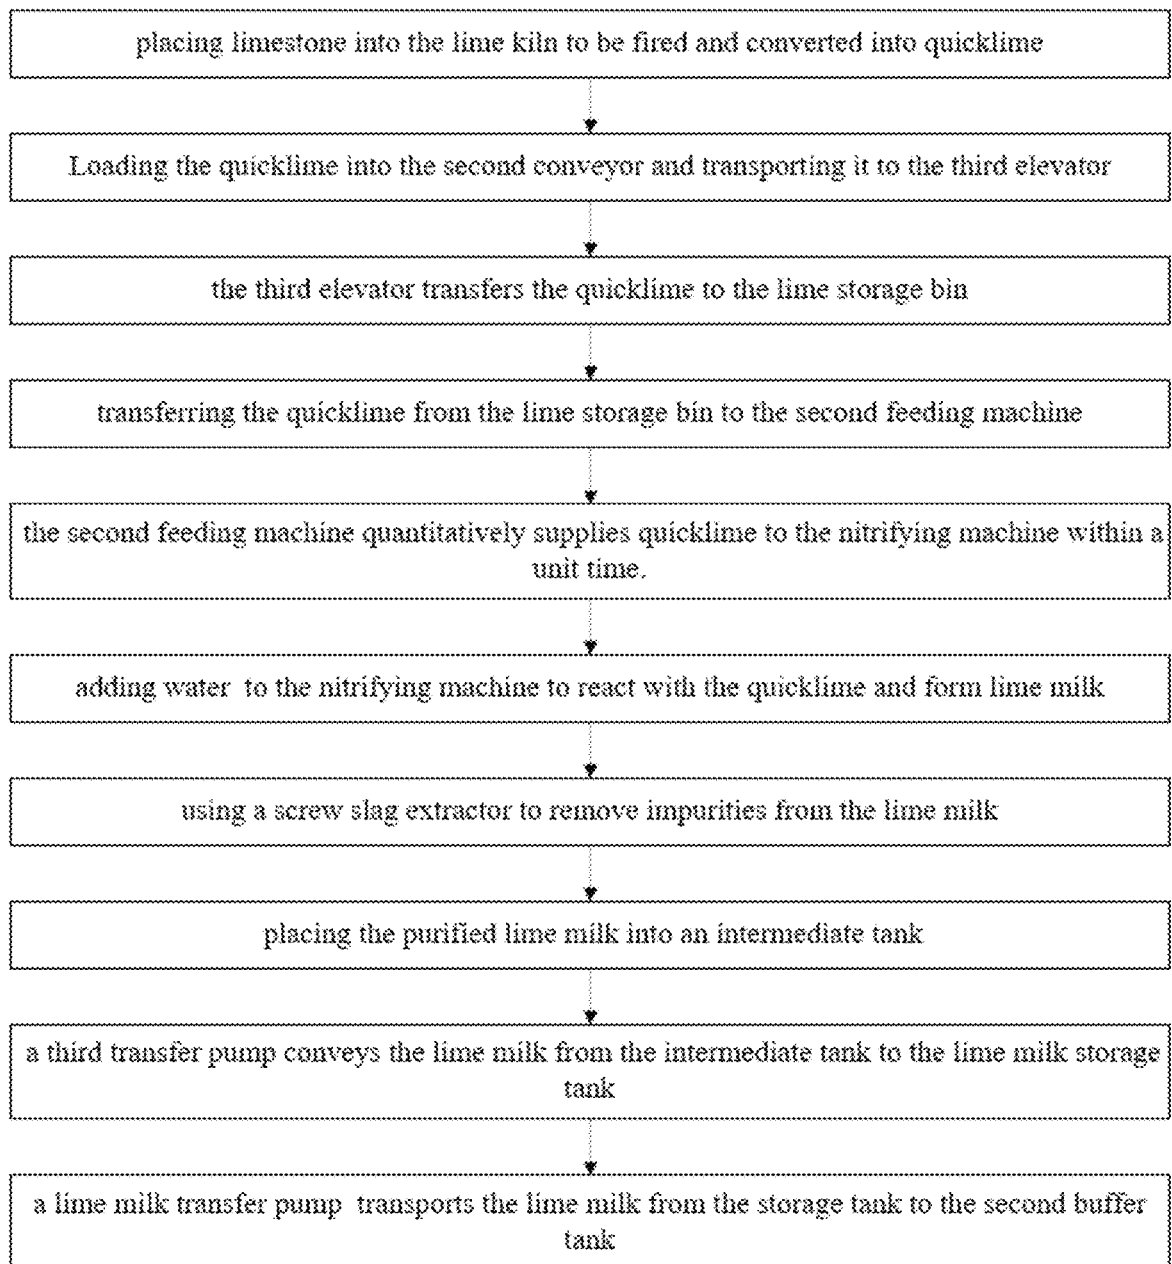 placing limestone into the lime kiln to be fired and converted into quicklime
Loading the quicklime into the second conveyor and transporting it to the third elevator
the third elevator transfers the quicklime to the lime storage bin
transferring the quicklime from the lime storage bin to the second feeding machine
the second feeding machine quantitatively supplies quicklime to the nitrifying machine within a
unit time.
adding water to the nitrifying machine to react with the quicklime and form lime milk
using a screw slag extractor to remove impurities from the lime milk
placing the purified lime milk into an intermediate tank
a third transfer pump conveys the lime milk from the intermediate tank to the lime milk storage
tank
a lime milk transfer pump transports the lime milk from the storage tank to the second buffer
tank